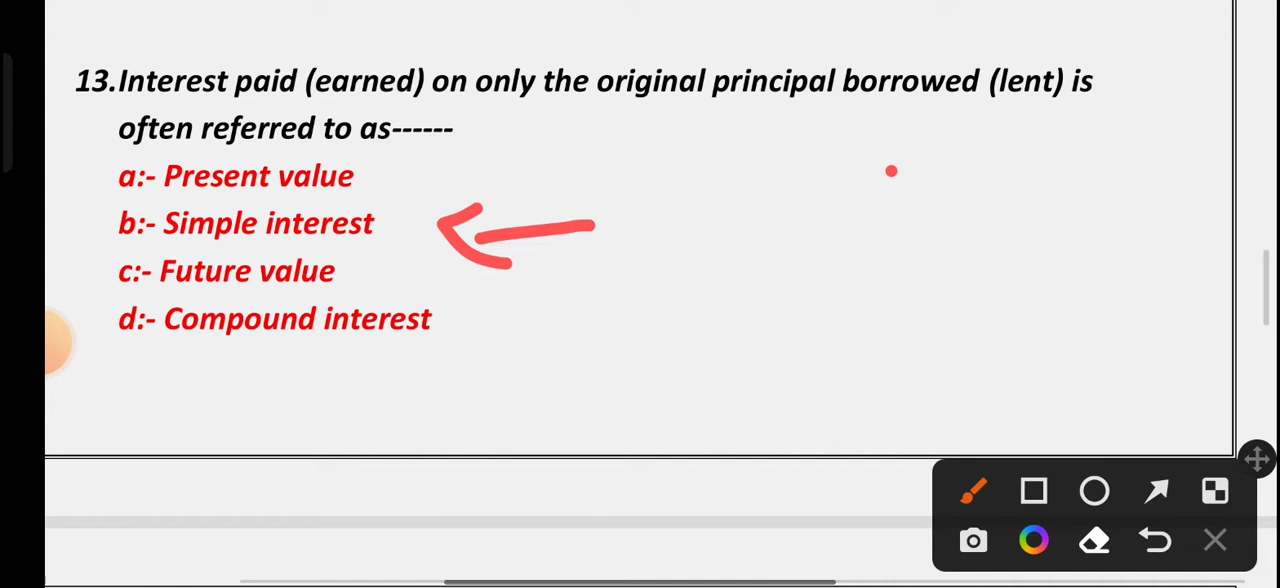 13.Interest paid (earned) on only the original principal borrowed (lent) is
often referred to as------
a:- Present value
b:- Simple interest
c:- Future value
d:- Compound interest